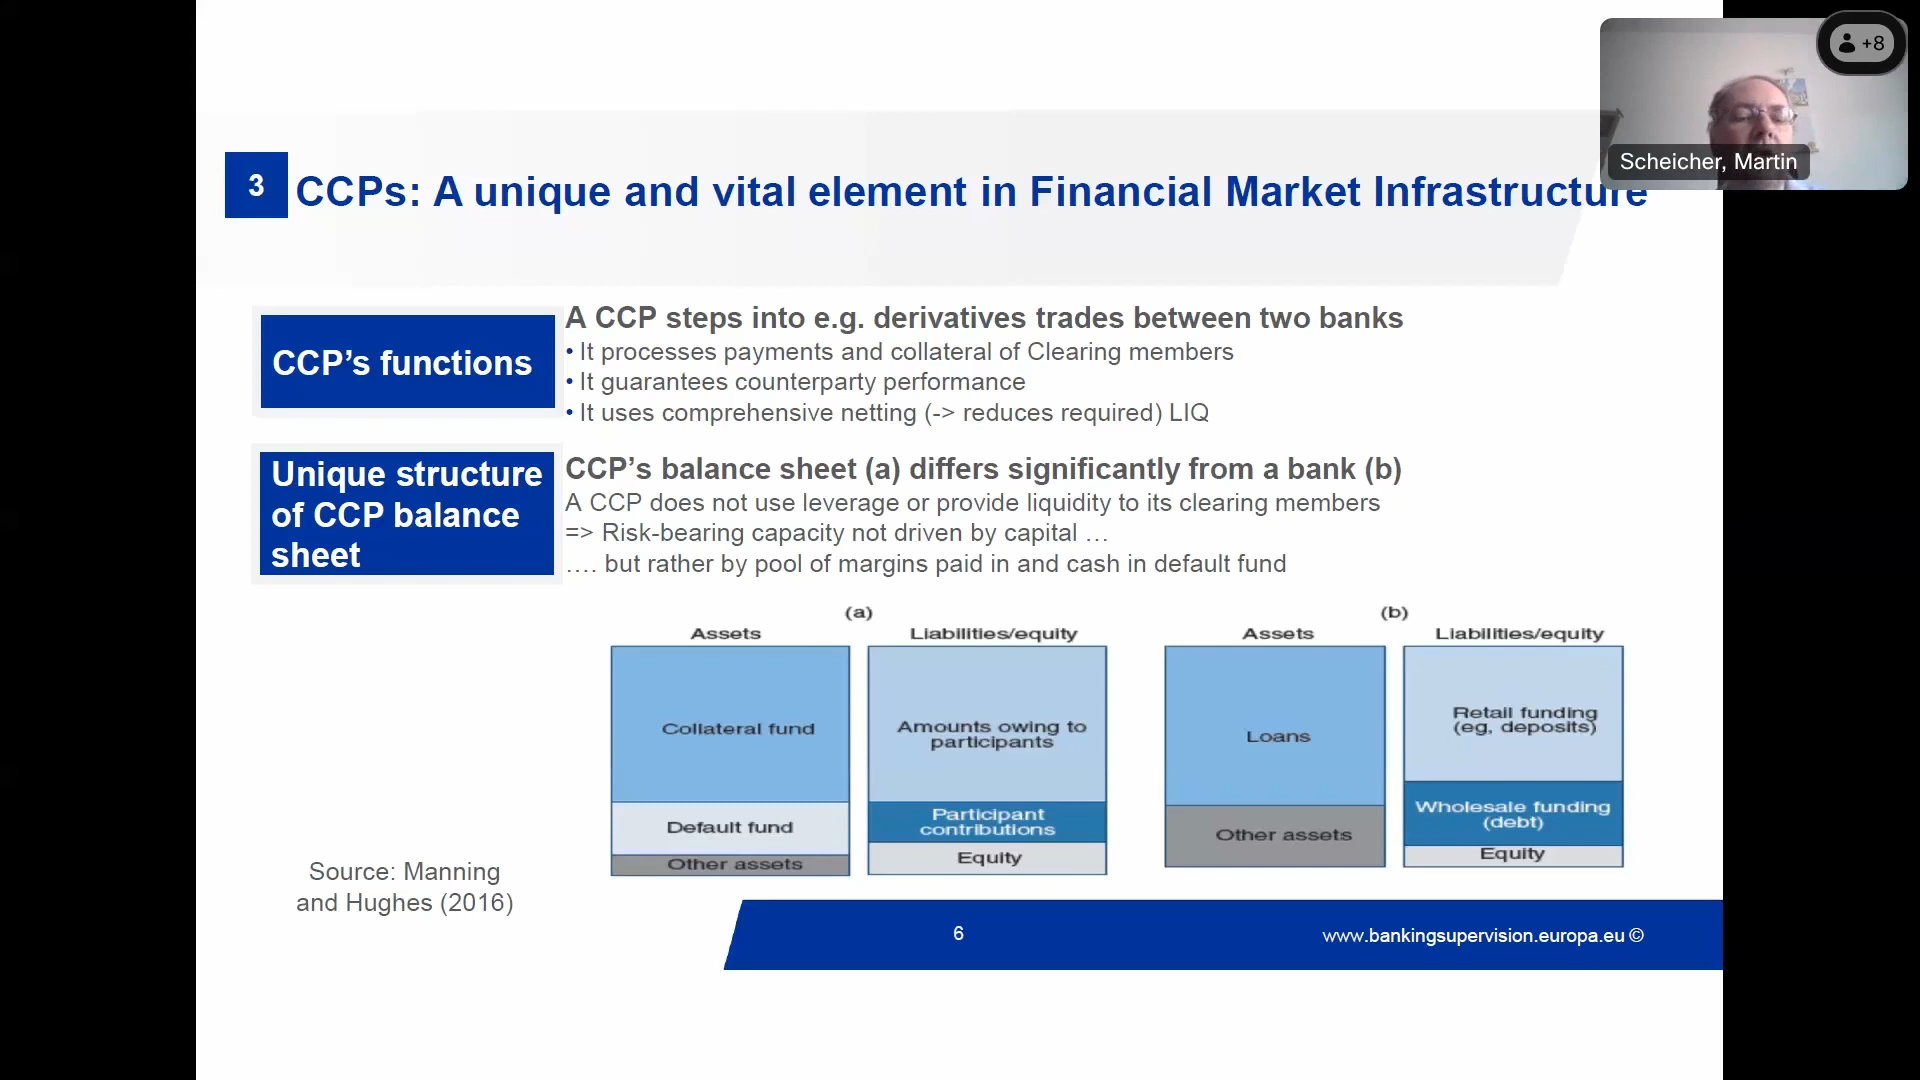 +8
Scheicher, Martin
3
CCPs: A unique and vital element in Financial Market Infrastructure
CCP’s functions
A CCP steps into e.g. derivatives trades between two banks
• It processes payments and collateral of Clearing members
• It guarantees counterparty performance
• It uses comprehensive netting (-> reduces required) LIQ
Unique structure
of CCP balance
sheet
CCP’s balance sheet (a) differs significantly from a bank (b)
A CCP does not use leverage or provide liquidity to its clearing members
=> Risk-bearing capacity not driven by capital …
…. but rather by pool of margins paid in and cash in default fund
(a)
Assets
Liabilities/equity
Collateral fund
Default fund
Other assets
Amounts owing to
participants
Participant
contributions
Equity
(b)
Assets
Liabilities/equity
Loans
Other assets
Retail funding
(eg, deposits)
Wholesale funding
(debt)
Equity
Source: Manning
and Hughes (2016)
6
www.bankingsupervision.europa.eu ©